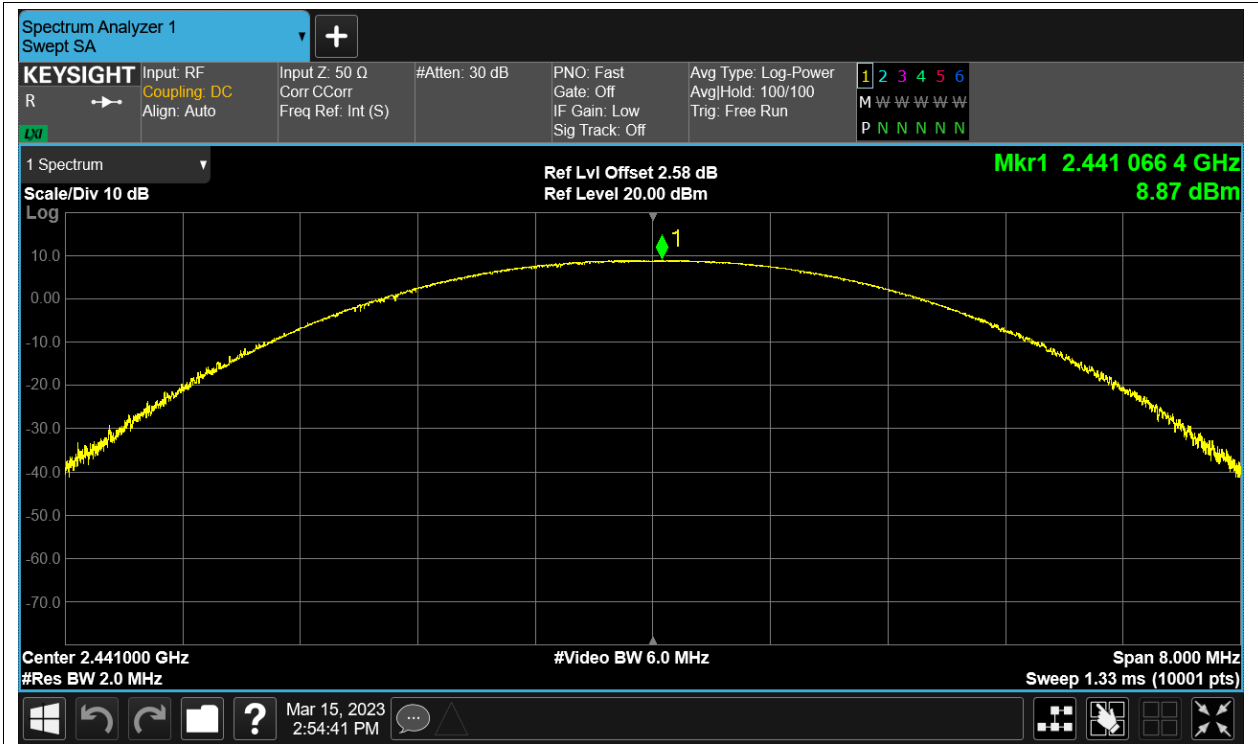 Spectrum Analyzer 1
Swept SA
▼
+
KEYSIGHT
R
LXI
Input: RF
Coupling: DC
Align: Auto
Input Z: 50 Ω
Corr CCorr
Freq Ref: Int (S)
#Atten: 30 dB
PNO: Fast
Gate: Off
IF Gain: Low
Sig Track: Off
Avg Type: Log-Power
Avg|Hold: 100/100
Trig: Free Run
1 2 3 4 5 6
M W W W W W
P N N N N N
1 Spectrum ▼
Scale/Div 10 dB
Log
Ref Lvl Offset 2.58 dB
Ref Level 20.00 dBm
Mkr1 2.441 066 4 GHz
8.87 dBm
1
10.0
0.00
-10.0
-20.0
-30.0
-40.0
-50.0
-60.0
-70.0
Center 2.441000 GHz
#Res BW 2.0 MHz
#Video BW 6.0 MHz
Span 8.000 MHz
Sweep 1.33 ms (10001 pts)
?
Mar 15, 2023
2:54:41 PM